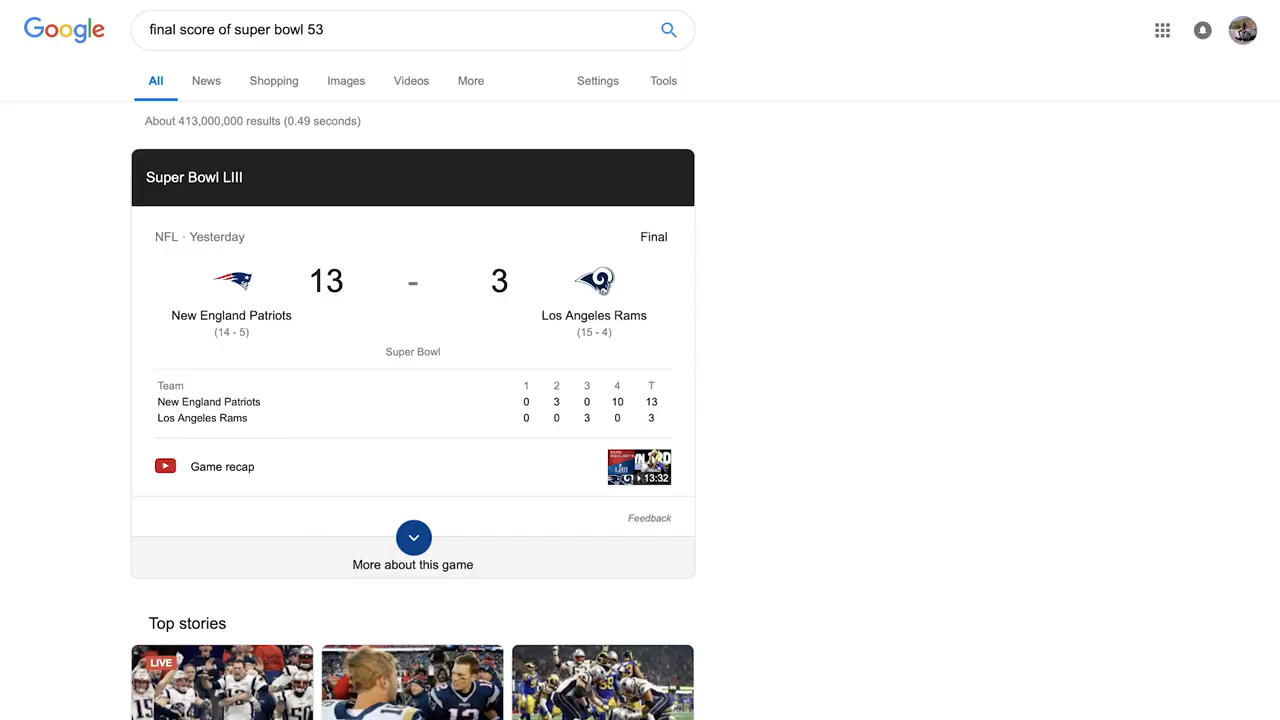 Google
final score of super bowl 53
All News Shopping Images Videos More Settings Tools
About 413,000,000 results (0.49 seconds)
Super Bowl LIII
NFL · Yesterday Final
13 - 3
New England Patriots Los Angeles Rams
(14 - 5) (15 - 4)
Super Bowl
Team 1 2 3 4 T
New England Patriots 0 3 0 10 13
Los Angeles Rams 0 0 3 0 3
Game recap 13:32
Feedback
More about this game
Top stories
LIVE